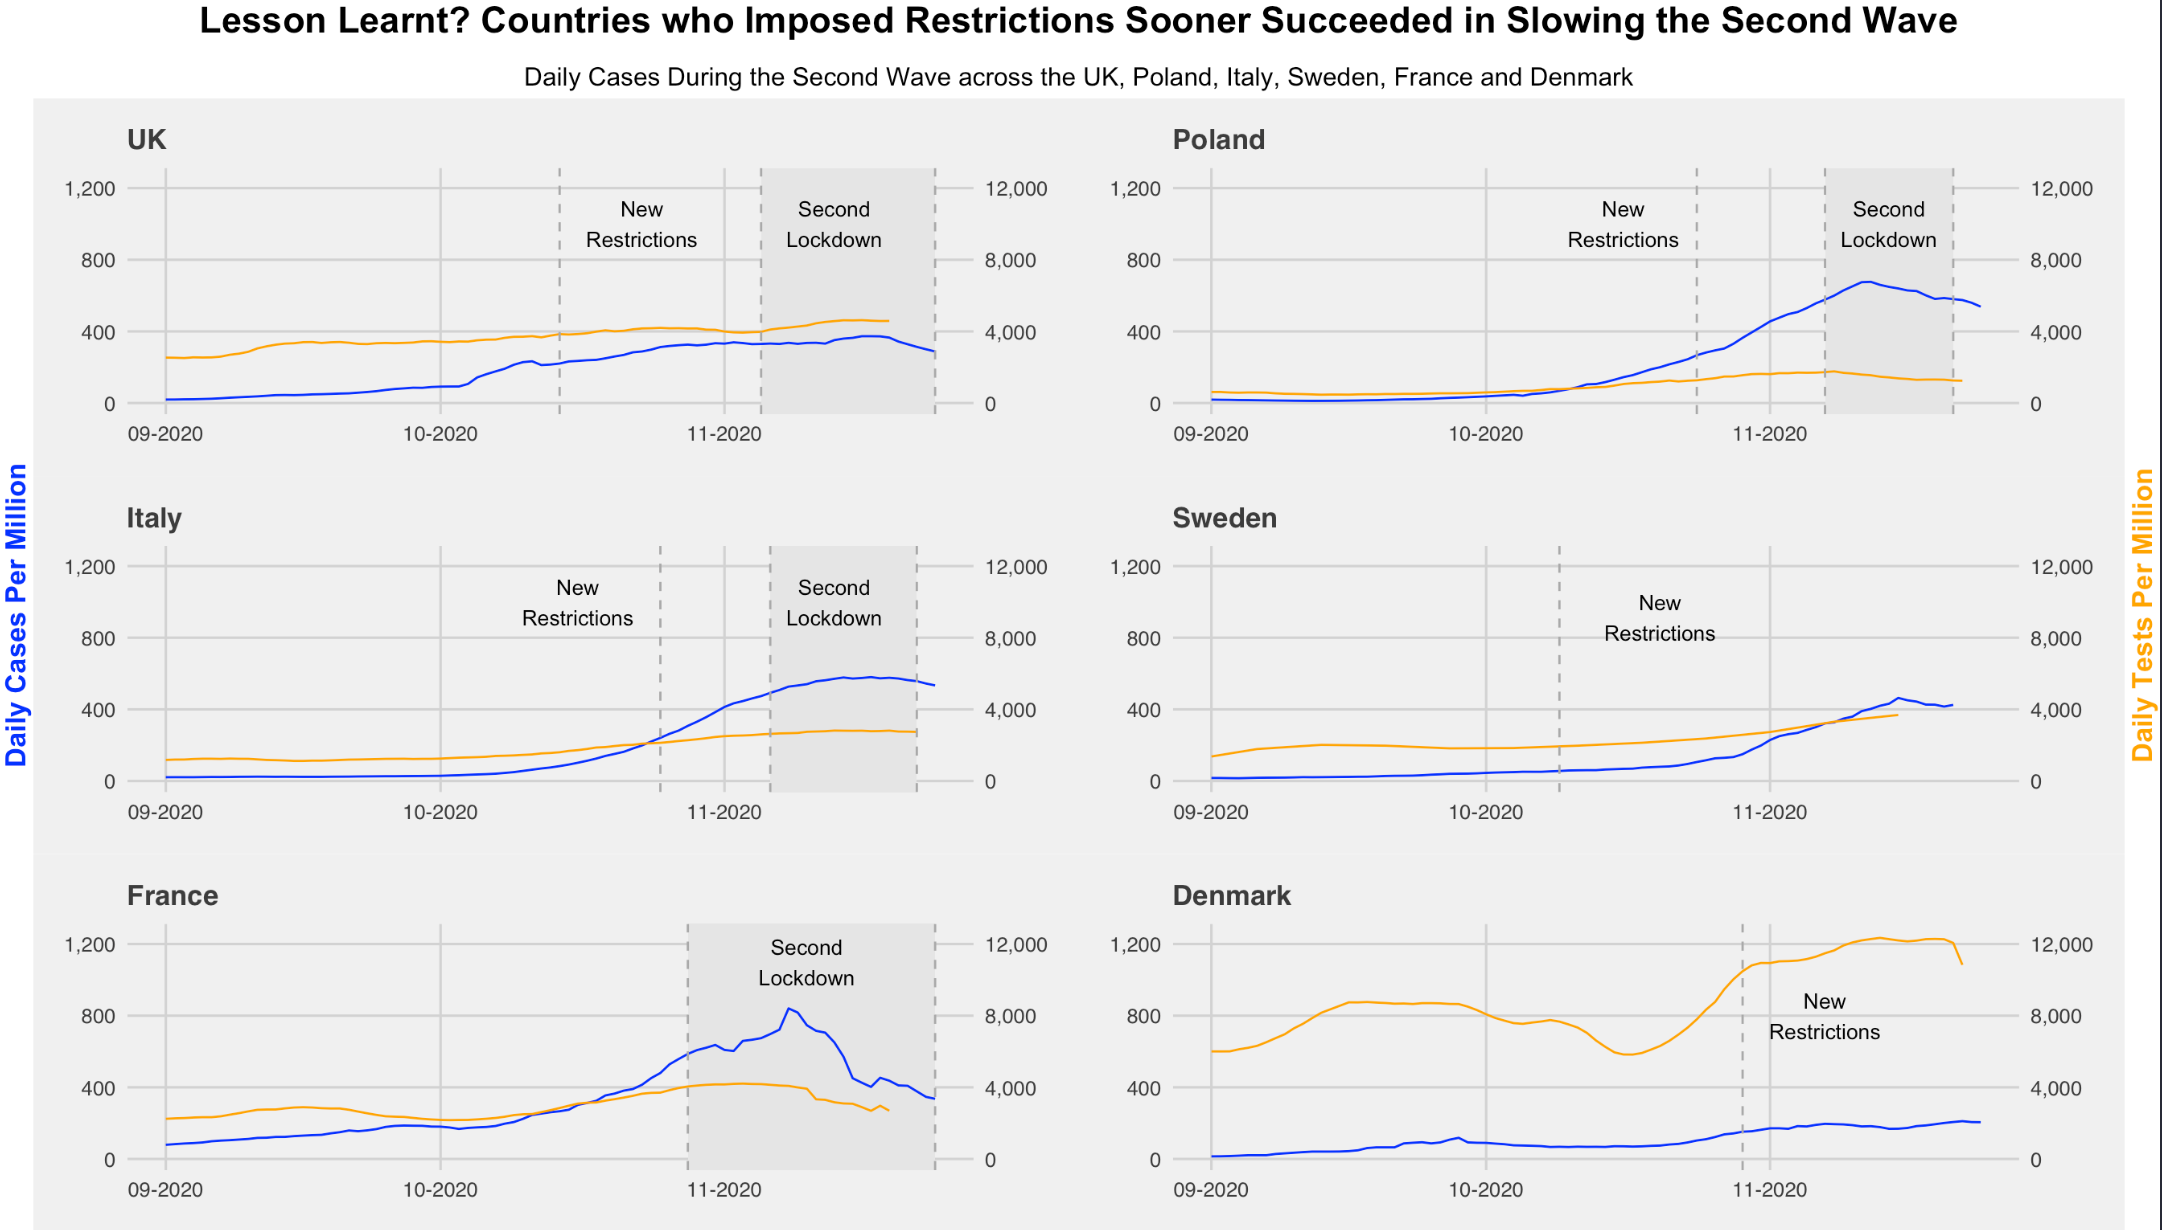 Lesson Learnt? Countries who Imposed Restrictions Sooner Succeeded in Slowing the Second Wave
Daily Cases During the Second Wave across the UK, Poland, Italy, Sweden, France and Denmark
Daily Cases Per Million
Daily Tests Per Million
UK
1,200
800
400
0
12,000
8,000
4,000
0
New
Restrictions
Second
Lockdown
09-2020
10-2020
11-2020
Poland
1,200
800
400
0
12,000
8,000
4,000
0
New
Restrictions
Second
Lockdown
09-2020
10-2020
11-2020
Italy
1,200
800
400
0
12,000
8,000
4,000
0
New
Restrictions
Second
Lockdown
09-2020
10-2020
11-2020
Sweden
1,200
800
400
0
12,000
8,000
4,000
0
New
Restrictions
09-2020
10-2020
11-2020
France
1,200
800
400
0
12,000
8,000
4,000
0
Second
Lockdown
09-2020
10-2020
11-2020
Denmark
1,200
800
400
0
12,000
8,000
4,000
0
New
Restrictions
09-2020
10-2020
11-2020